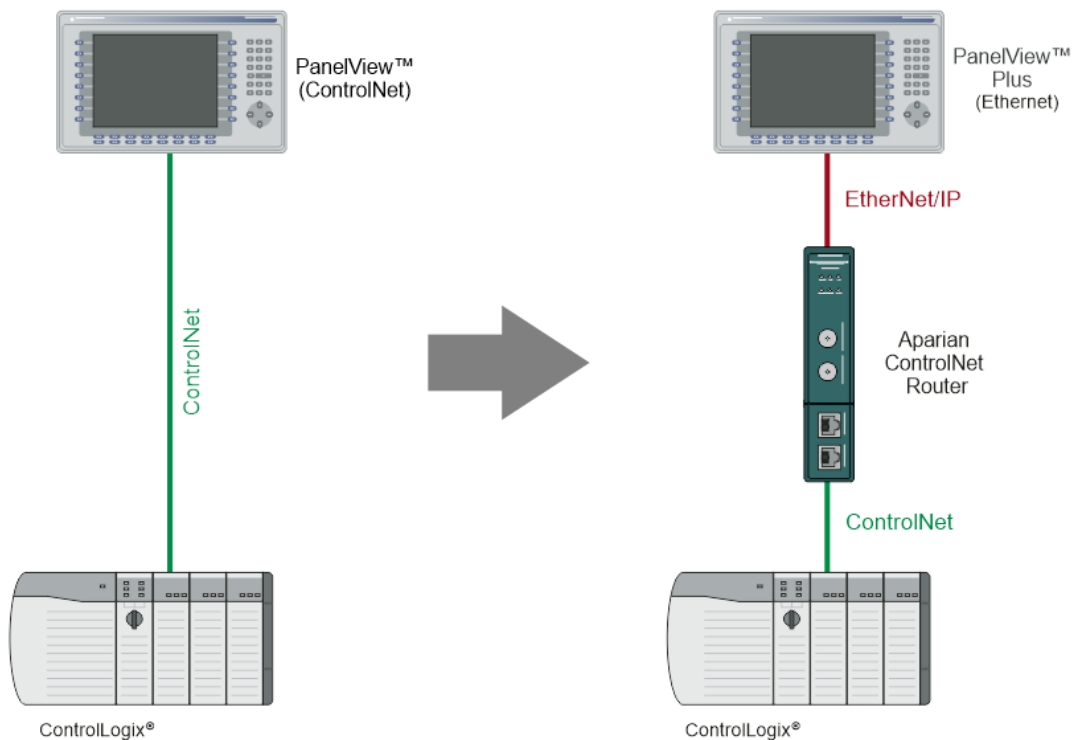 PanelView™
(ControlNet)
ControlNet
ControlLogix®
PanelView™
Plus
(Ethernet)
EtherNet/IP
Aparian
ControlNet
Router
ControlNet
ControlLogix®